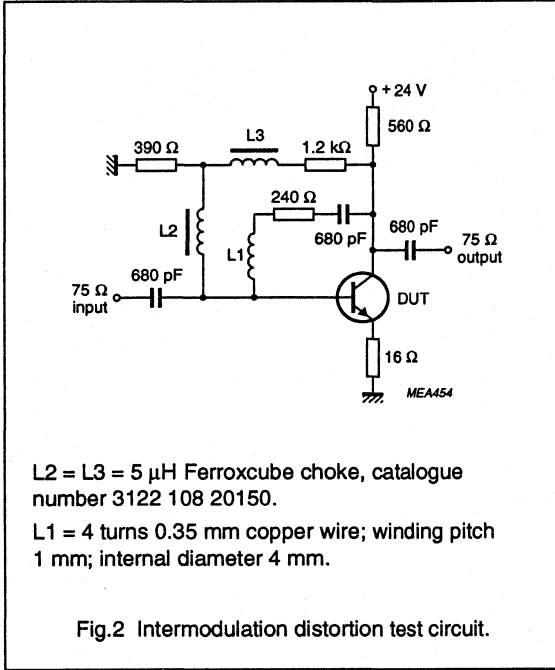 + 24 V
560 Ω
390 Ω
L3
1.2 kΩ
240 Ω
L2
L1
680 pF
680 pF
75 Ω
output
680 pF
75 Ω
input
DUT
16 Ω
MEA454
L2 = L3 = 5 μH Ferroxcube choke, catalogue
number 3122 108 20150.
L1 = 4 turns 0.35 mm copper wire; winding pitch
1 mm; internal diameter 4 mm.
Fig.2 Intermodulation distortion test circuit.